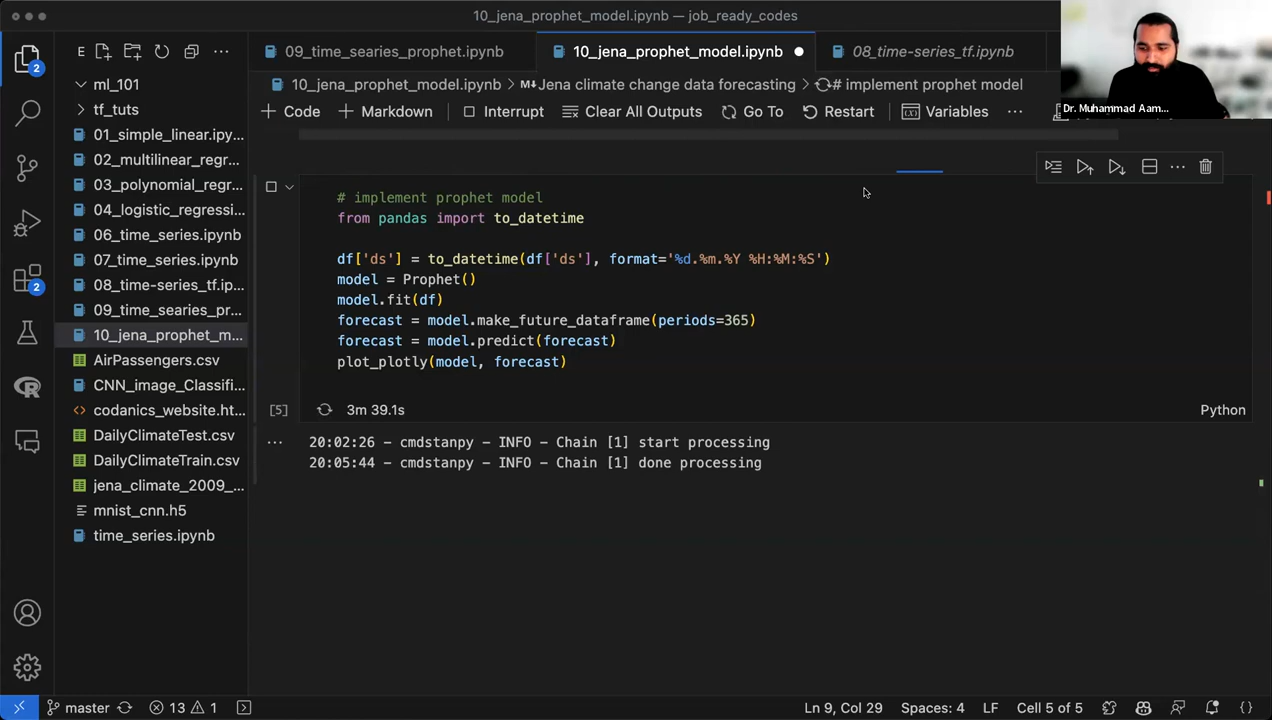 10_jena_prophet_model.ipynb — job_ready_codes
E
09_time_searies_prophet.ipynb
10_jena_prophet_model.ipynb
08_time-series_tf.ipynb
10_jena_prophet_model.ipynb > M↓Jena climate change data forecasting > # implement prophet model
+ Code + Markdown Interrupt Clear All Outputs Go To Restart Variables ...
Dr. Muhammad Aam...
2
ml_101
tf_tuts
01_simple_linear.ipy...
02_multilinear_regr...
03_polynomial_regr...
04_logistic_regressi...
06_time_series.ipynb
07_time_series.ipynb
08_time-series_tf.ip...
09_time_searies_pr...
10_jena_prophet_m...
AirPassengers.csv
CNN_image_Classifi...
codanics_website.ht...
DailyClimateTest.csv
DailyClimateTrain.csv
jena_climate_2009_...
mnist_cnn.h5
time_series.ipynb
2
# implement prophet model
from pandas import to_datetime
df['ds'] = to_datetime(df['ds'], format='%d.%m.%Y %H:%M:%S')
model = Prophet()
model.fit(df)
forecast = model.make_future_dataframe(periods=365)
forecast = model.predict(forecast)
plot_plotly(model, forecast)
[5]
3m 39.1s
Python
20:02:26 - cmdstanpy - INFO - Chain [1] start processing
20:05:44 - cmdstanpy - INFO - Chain [1] done processing
master
13
1
Ln 9, Col 29
Spaces: 4
LF
Cell 5 of 5